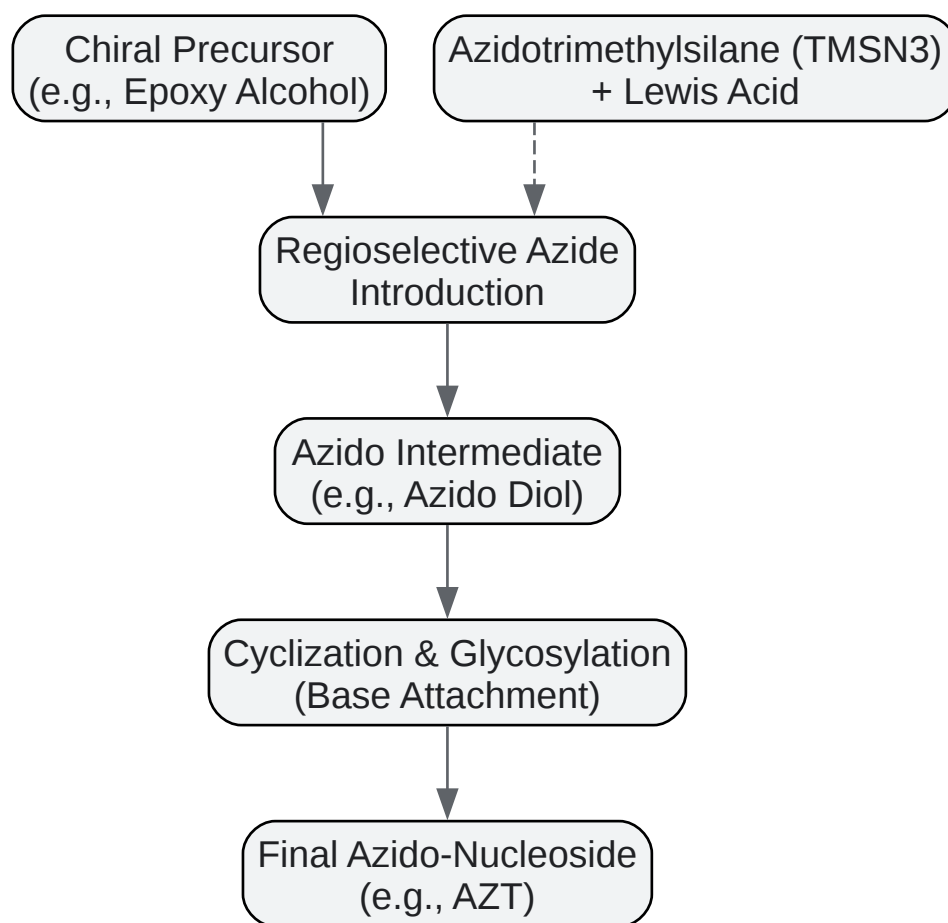 Chiral Precursor
(e.g., Epoxy Alcohol)
Azidotrimethylsilane (TMSN3)
+ Lewis Acid
Regioselective Azide
Introduction
Azido Intermediate
(e.g., Azido Diol)
Cyclization & Glycosylation
(Base Attachment)
Final Azido-Nucleoside
(e.g., AZT)